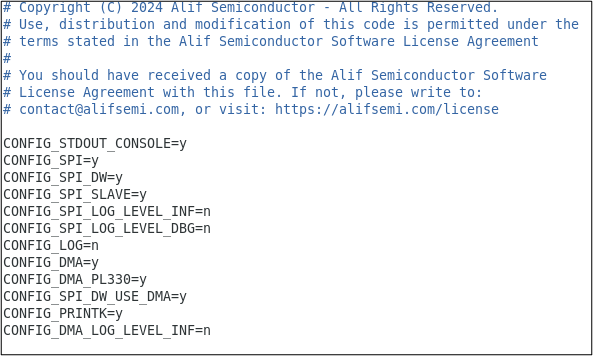 # Copyright (C) 2024 Alif Semiconductor - All Rights Reserved.
# Use, distribution and modification of this code is permitted under the
# terms stated in the Alif Semiconductor Software License Agreement
#
# You should have received a copy of the Alif Semiconductor Software
# License Agreement with this file. If not, please write to:
# contact@alifsemi.com, or visit: https://alifsemi.com/license

CONFIG_STDOUT_CONSOLE=y
CONFIG_SPI=y
CONFIG_SPI_DW=y
CONFIG_SPI_SLAVE=y
CONFIG_SPI_LOG_LEVEL_INF=n
CONFIG_SPI_LOG_LEVEL_DBG=n
CONFIG_LOG=n
CONFIG_DMA=y
CONFIG_DMA_PL330=y
CONFIG_SPI_DW_USE_DMA=y
CONFIG_PRINTK=y
CONFIG_DMA_LOG_LEVEL_INF=n